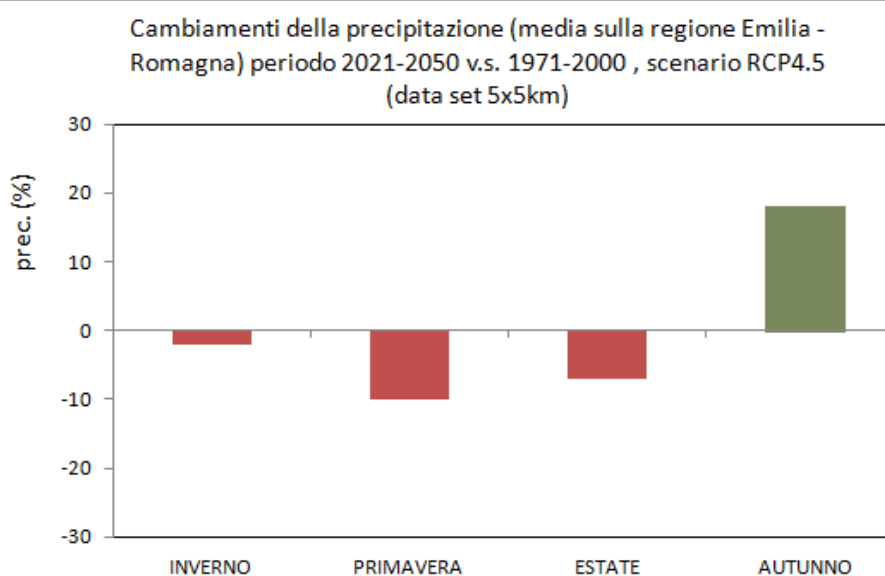 Cambiamenti della precipitazione (media sulla regione Emilia -
Romagna) periodo 2021-2050 v.s. 1971-2000 , scenario RCP4.5
(data set 5x5km)
prec. (%)
30
20
10
0
-10
-20
-30
INVERNO PRIMAVERA ESTATE AUTUNNO